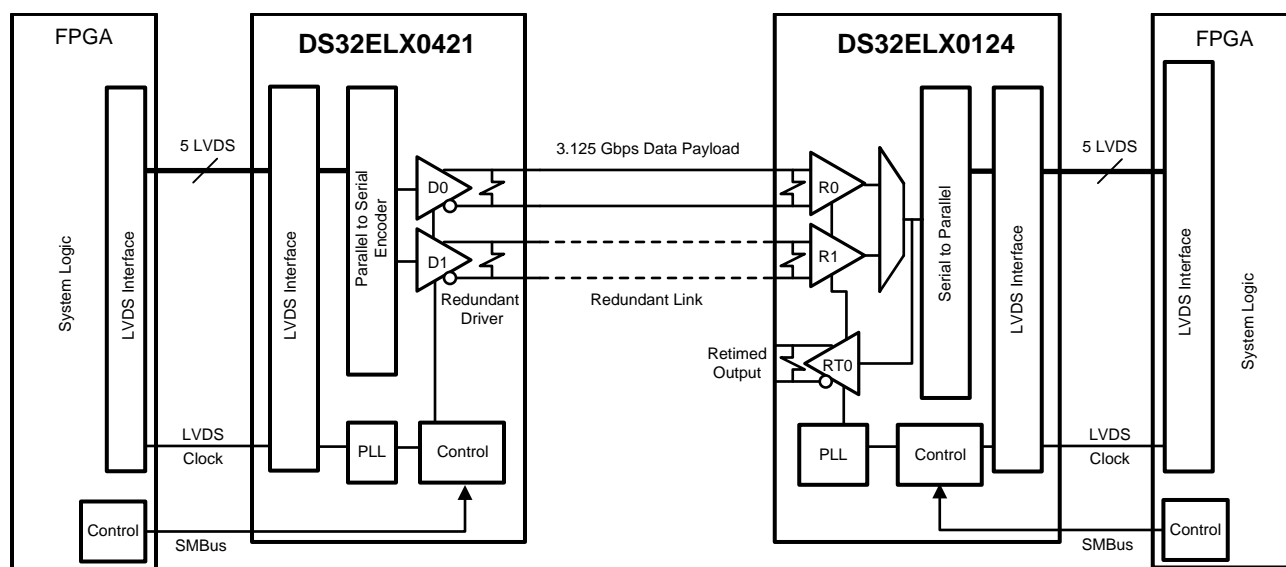 FPGA
System Logic
LVDS Interface
5 LVDS
LVDS
Clock
Control
SMBus
DS32ELX0421
LVDS Interface
Parallel to Serial
Encoder
D0
D1
Redundant
Driver
PLL
Control
3.125 Gbps Data Payload
Redundant Link
DS32ELX0124
R0
R1
Retimed
Output
RT0
Serial to Parallel
LVDS Interface
PLL
Control
5 LVDS
LVDS
Clock
SMBus
FPGA
LVDS Interface
System Logic
Control